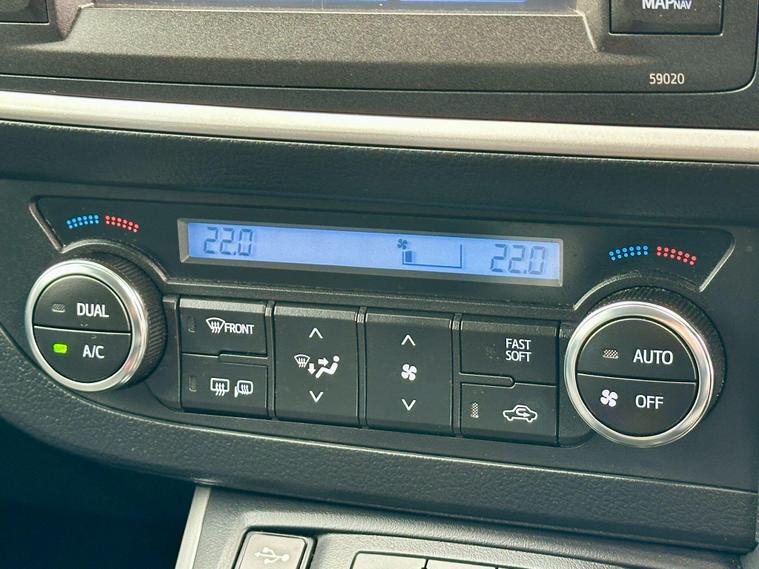 MAP NAV
59020
22.0
22.0
DUAL
A/C
FRONT
FAST
SOFT
AUTO
OFF